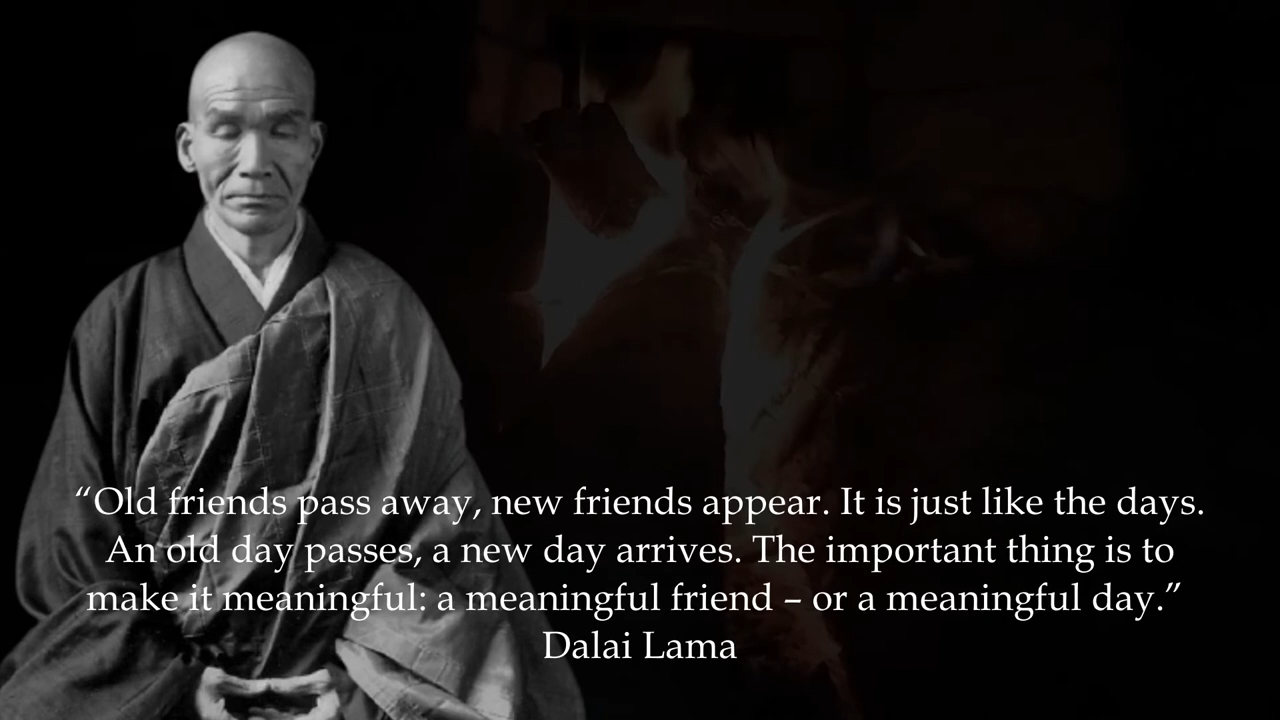 “Old friends pass away, new friends appear. It is just like the days.
An old day passes, a new day arrives. The important thing is to
make it meaningful: a meaningful friend – or a meaningful day.”
Dalai Lama